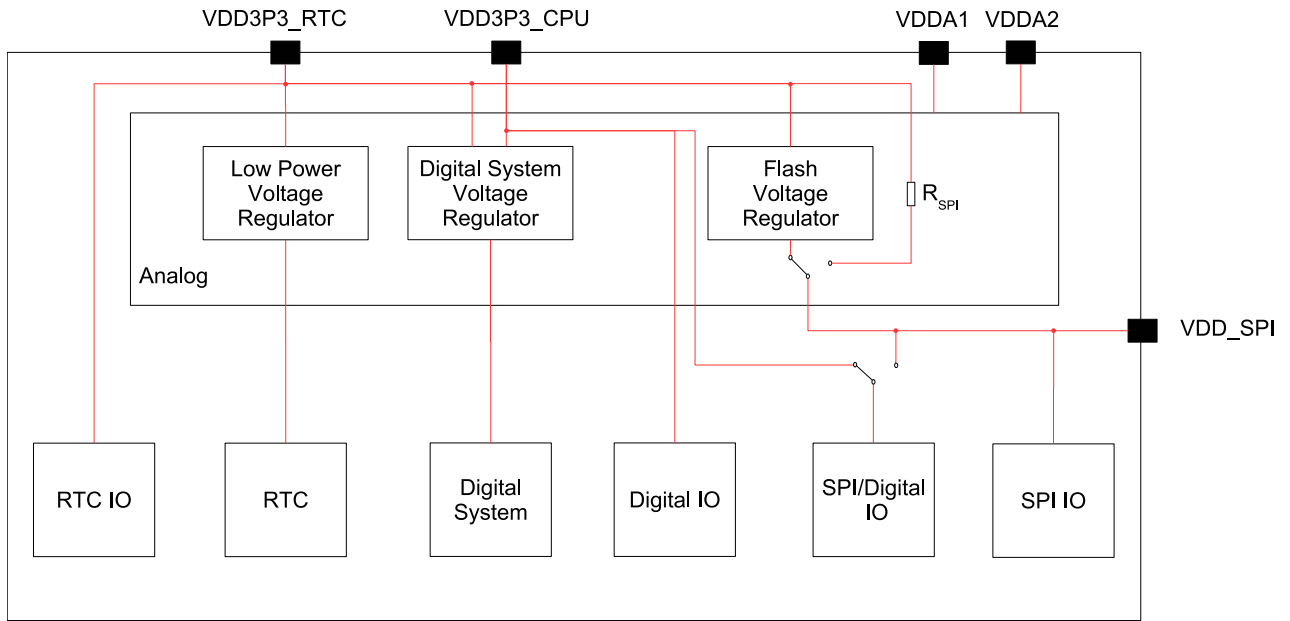 VDD3P3_RTC
VDD3P3_CPU
VDDA1
VDDA2
Low Power
Voltage
Regulator
Digital System
Voltage
Regulator
Flash
Voltage
Regulator
RSPI
Analog
VDD_SPI
RTC IO
RTC
Digital
System
Digital IO
SPI/Digital
IO
SPI IO